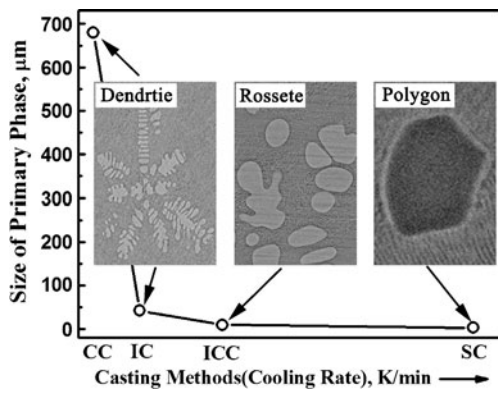 Size of Primary Phase, μm
700
600
500
400
300
200
100
0
Dendrtie
Rossete
Polygon
CC
IC
ICC
SC
Casting Methods(Cooling Rate), K/min